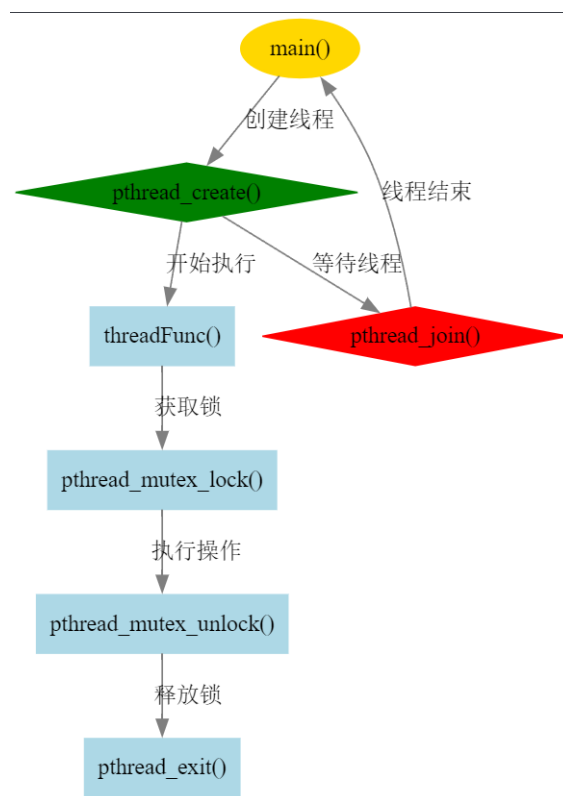 main()
创建线程
pthread_create()
线程结束
开始执行
等待线程
threadFunc()
pthread_join()
获取锁
pthread_mutex_lock()
执行操作
pthread_mutex_unlock()
释放锁
pthread_exit()